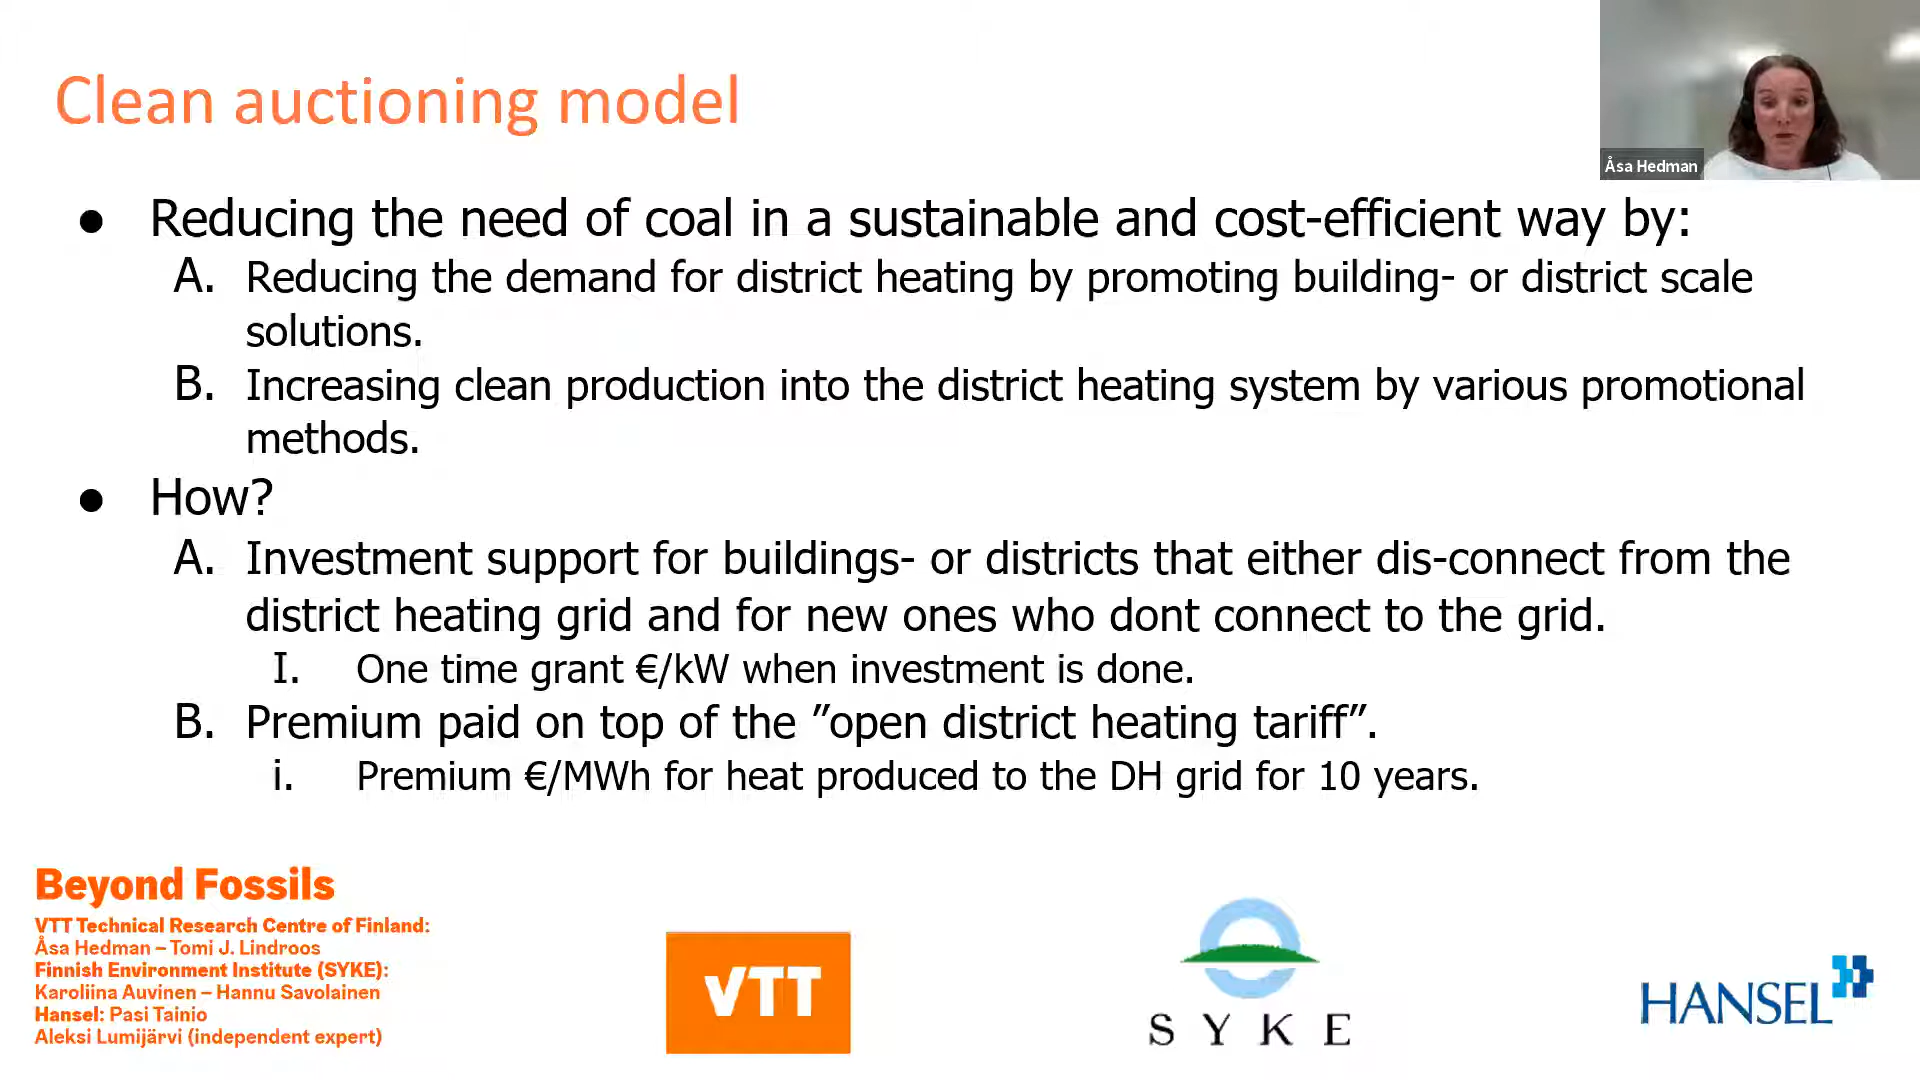 Clean auctioning model
Åsa Hedman
● Reducing the need of coal in a sustainable and cost-efficient way by:
A. Reducing the demand for district heating by promoting building- or district scale
solutions.
B. Increasing clean production into the district heating system by various promotional
methods.
● How?
A. Investment support for buildings- or districts that either dis-connect from the
district heating grid and for new ones who dont connect to the grid.
I. One time grant €/kW when investment is done.
B. Premium paid on top of the ”open district heating tariff”.
i. Premium €/MWh for heat produced to the DH grid for 10 years.
Beyond Fossils
VTT Technical Research Centre of Finland:
Åsa Hedman – Tomi J. Lindroos
Finnish Environment Institute (SYKE):
Karoliina Auvinen – Hannu Savolainen
Hansel: Pasi Tainio
Aleksi Lumijärvi (independent expert)
VTT
SYKE
HANSEL